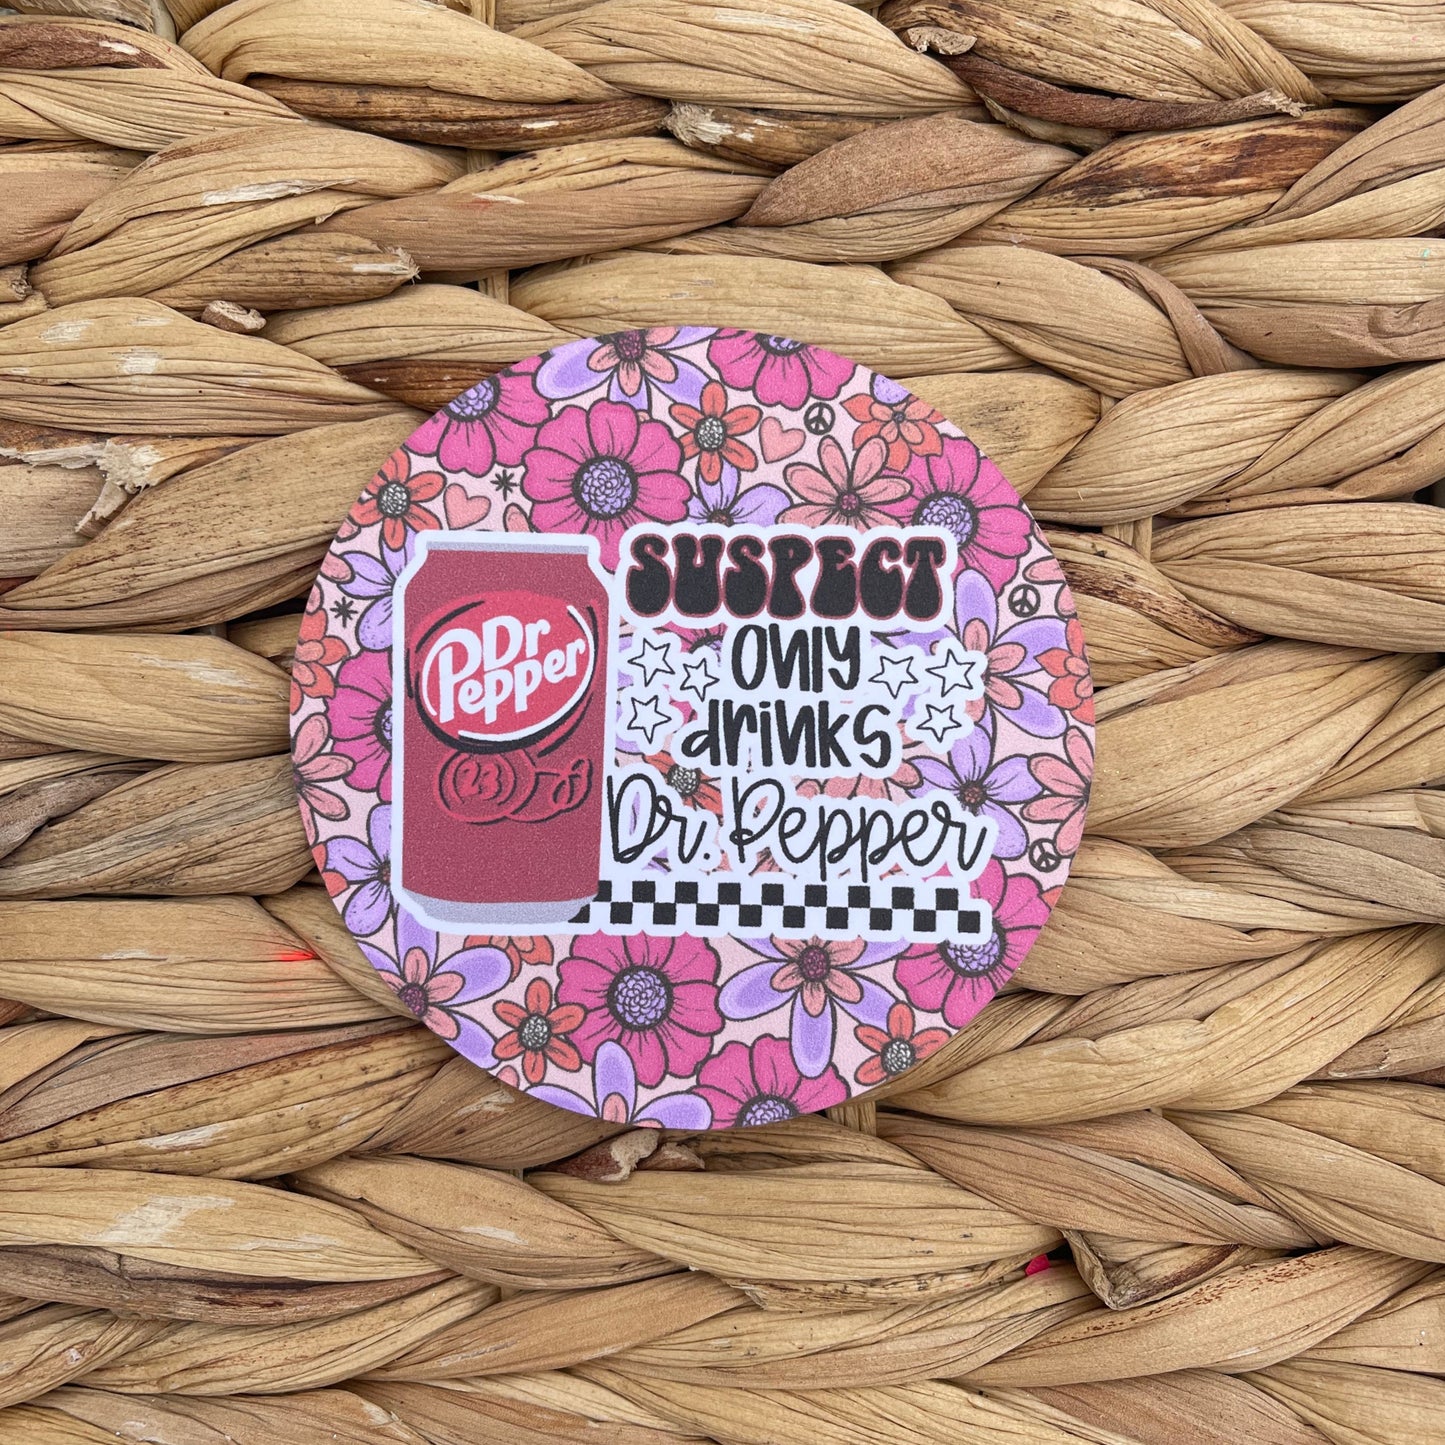 Dr
Pepper
23
SUSPECT
only
drinks
Dr. Pepper